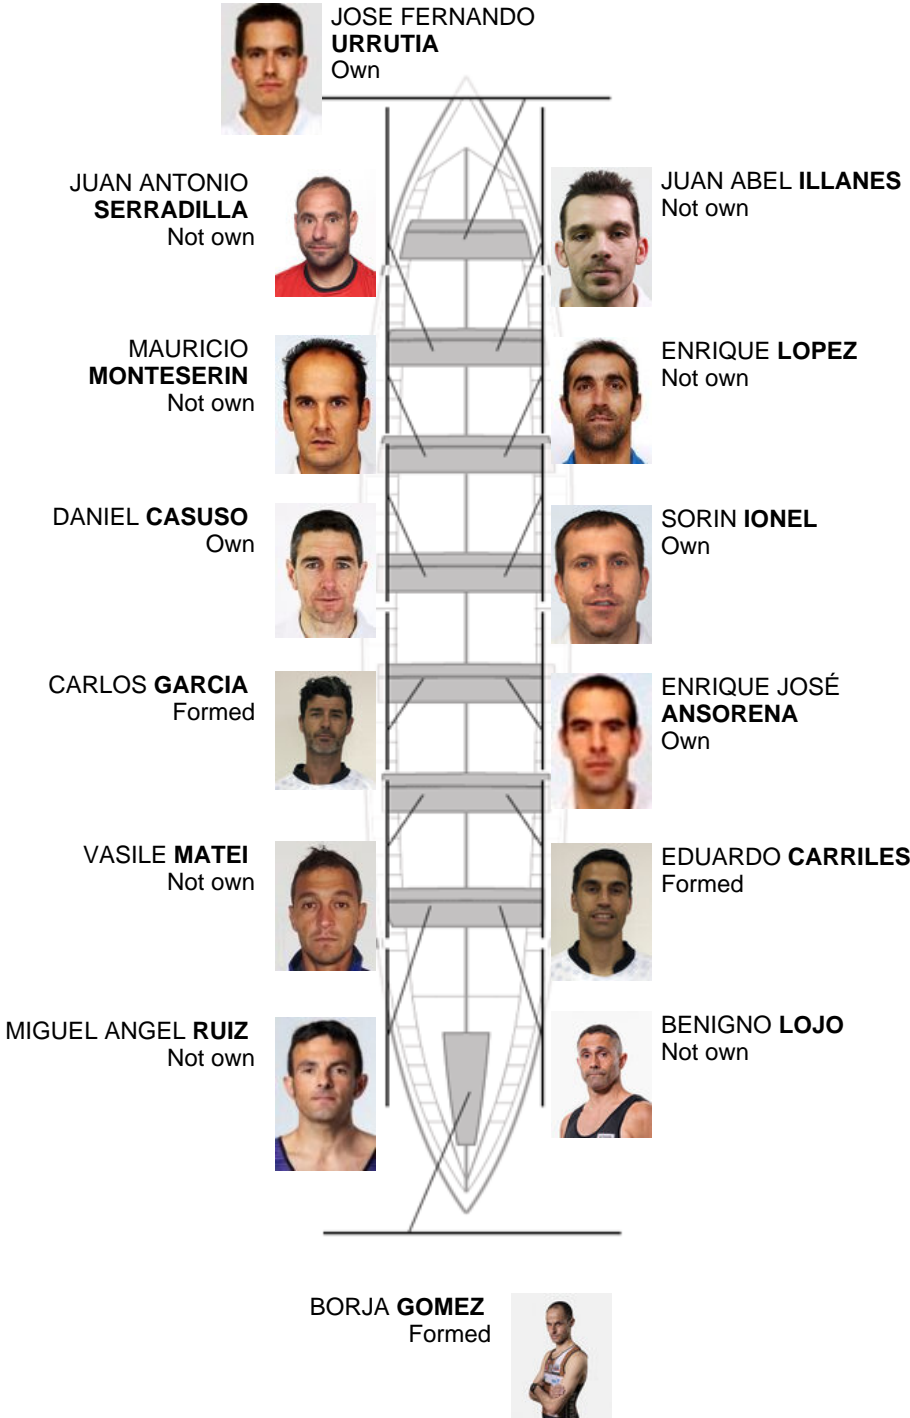 JOSE FERNANDO
URRUTIA
Own
JUAN ANTONIO
SERRADILLA
Not own
JUAN ABEL ILLANES
Not own
MAURICIO
MONTESERIN
Not own
ENRIQUE LOPEZ
Not own
DANIEL CASUSO
Own
SORIN IONEL
Own
CARLOS GARCIA
Formed
ENRIQUE JOSÉ
ANSORENA
Own
VASILE MATEI
Not own
EDUARDO CARRILES
Formed
MIGUEL ANGEL RUIZ
Not own
BENIGNO LOJO
Not own
BORJA GOMEZ
Formed